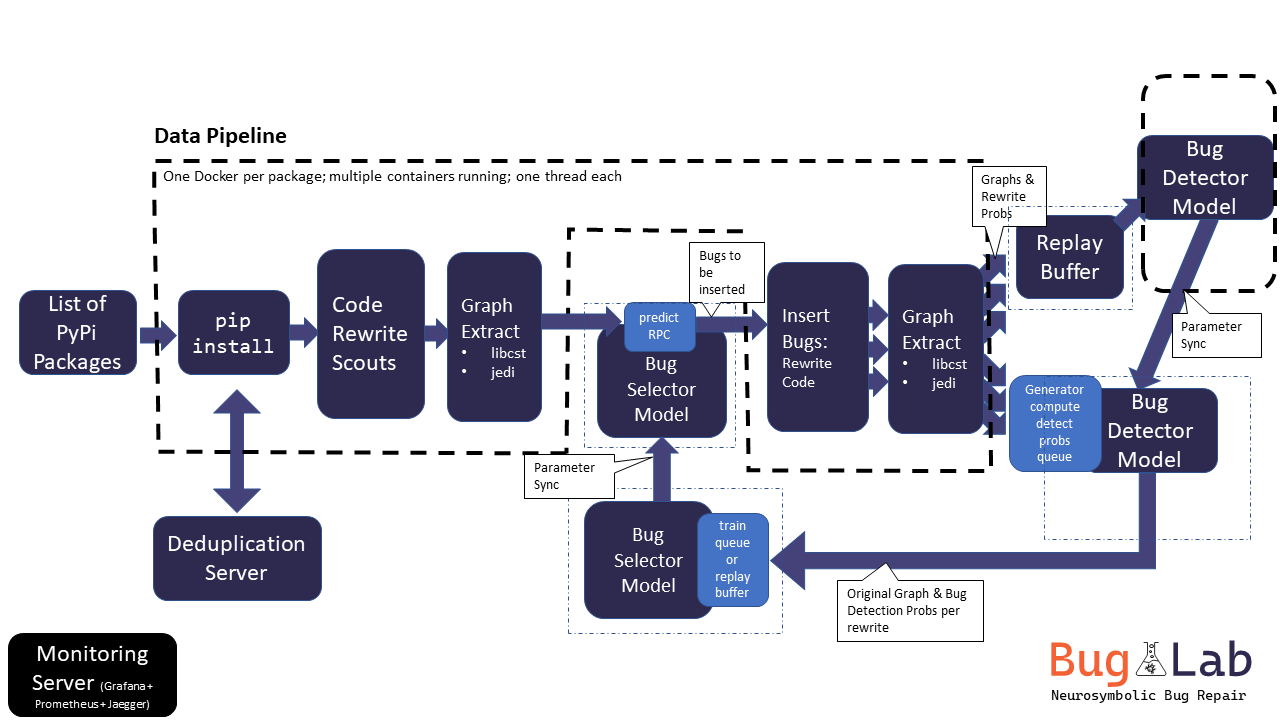 Data Pipeline
One Docker per package; multiple containers running; one thread each
List of
PyPi
Packages
pip
install
Code
Rewrite
Scouts
Graph
Extract
• libcst
• jedi
predict
RPC
Bug
Selector
Model
Bugs to
be
inserted
Insert
Bugs:
Rewrite
Code
Graph
Extract
• libcst
• jedi
Graphs &
Rewrite
Probs
Replay
Buffer
Bug
Detector
Model
Parameter
Sync
Generator
compute
detect
probs
queue
Bug
Detector
Model
Parameter
Sync
Bug
Selector
Model
train
queue
or
replay
buffer
Original Graph & Bug
Detection Probs per
rewrite
Deduplication
Server
Monitoring
Server (Grafana+
Prometheus+Jaegger)
Bug Lab
Neurosymbolic Bug Repair